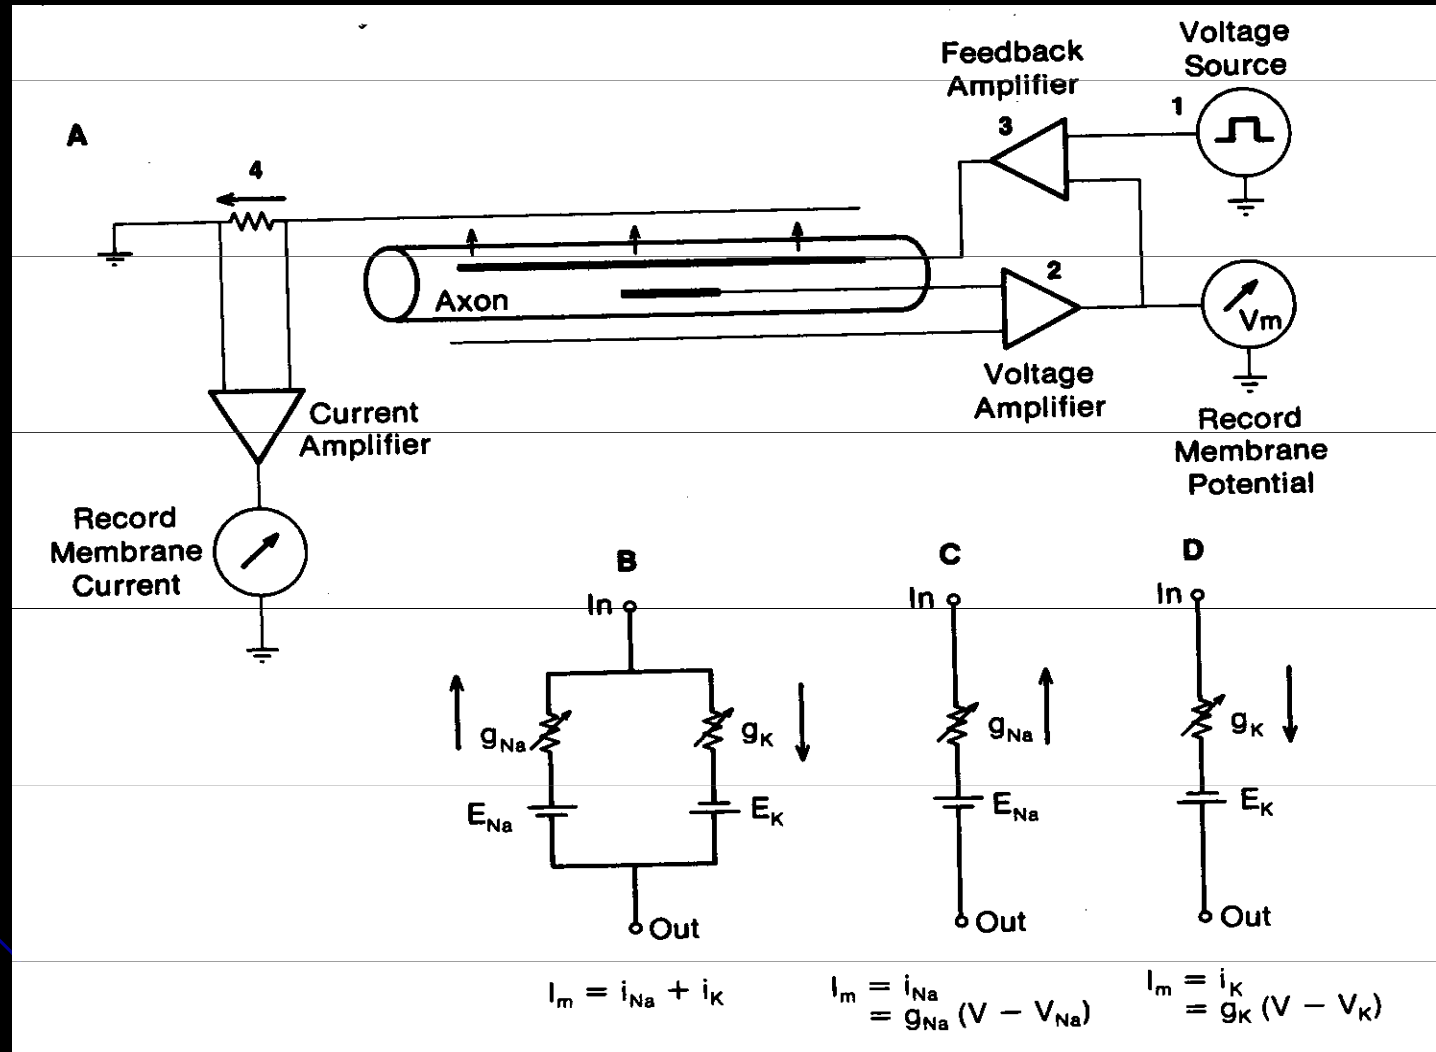 A
Feedback
Amplifier
Voltage
Source
1
3
4
Axon
2
Vm
Voltage
Amplifier
Record
Membrane
Potential
Current
Amplifier
Record
Membrane
Current
B
In
gNa
gK
ENa
EK
Out
Im = iNa + iK
C
In
gNa
ENa
Out
Im = iNa
= gNa (V − VNa)
D
In
gK
EK
Out
Im = iK
= gK (V − VK)